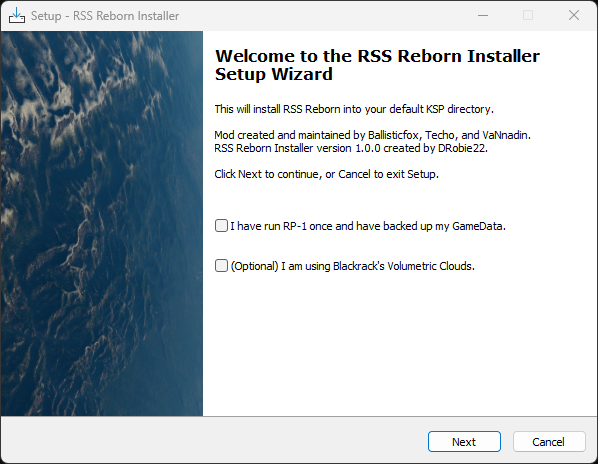 Setup - RSS Reborn Installer
Welcome to the RSS Reborn Installer
Setup Wizard
This will install RSS Reborn into your default KSP directory.
Mod created and maintained by Ballisticfox, Techo, and VaNnadin.
RSS Reborn Installer version 1.0.0 created by DRobie22.
Click Next to continue, or Cancel to exit Setup.
I have run RP-1 once and have backed up my GameData.
(Optional) I am using Blackrack's Volumetric Clouds.
Next
Cancel